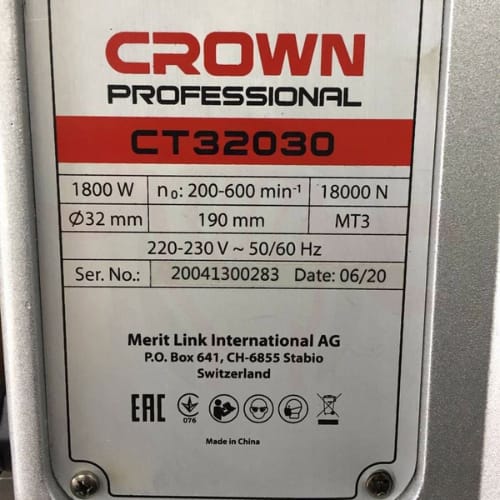 CROWN
PROFESSIONAL
CT32030
1800 W n₀: 200-600 min⁻¹ 18000 N
Ø32 mm 190 mm MT3
220-230 V ~ 50/60 Hz
Ser. No.: 20041300283 Date: 06/20
Merit Link International AG
P.O. Box 641, CH-6855 Stabio
Switzerland
EAC
076
Made in China